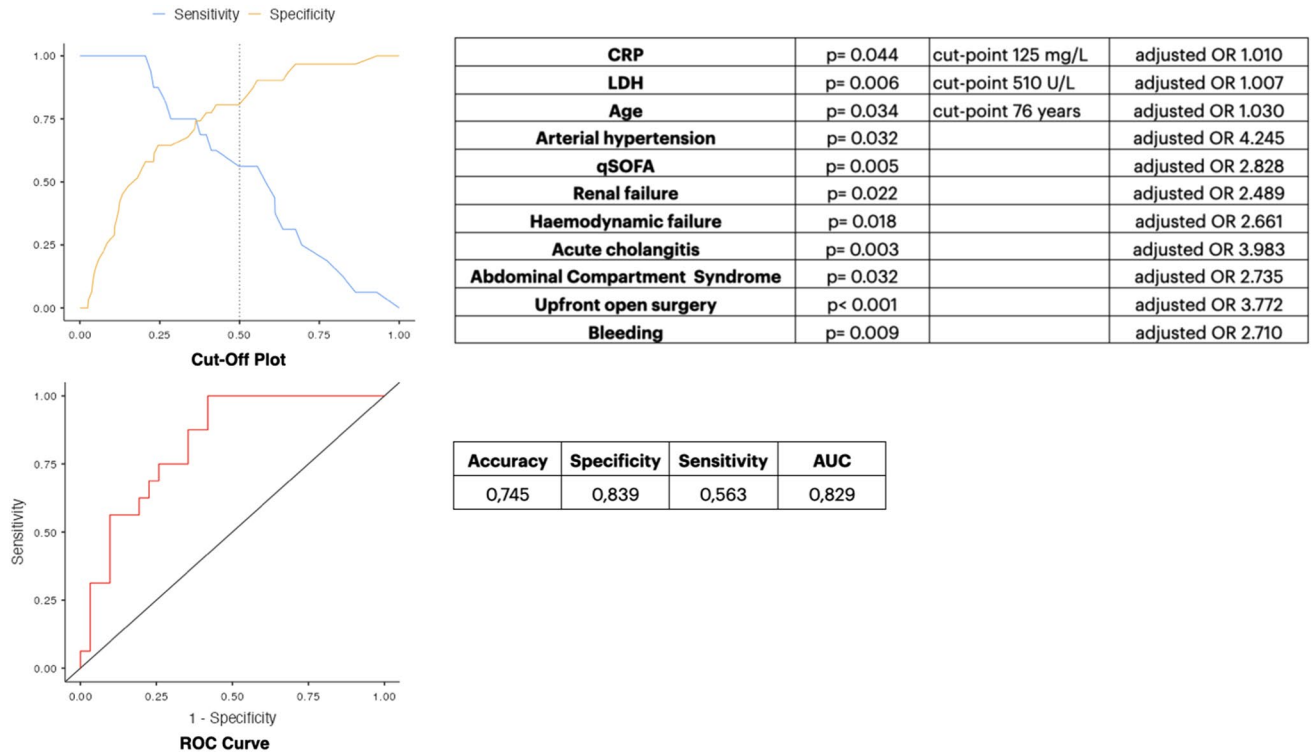 Sensitivity Specificity
1.00
0.75
0.50
0.25
0.00
0.00 0.25 0.50 0.75 1.00
Cut-Off Plot
CRP p= 0.044 cut-point 125 mg/L adjusted OR 1.010
LDH p= 0.006 cut-point 510 U/L adjusted OR 1.007
Age p= 0.034 cut-point 76 years adjusted OR 1.030
Arterial hypertension p= 0.032 adjusted OR 4.245
qSOFA p= 0.005 adjusted OR 2.828
Renal failure p= 0.022 adjusted OR 2.489
Haemodynamic failure p= 0.018 adjusted OR 2.661
Acute cholangitis p= 0.003 adjusted OR 3.983
Abdominal Compartment Syndrome p= 0.032 adjusted OR 2.735
Upfront open surgery p< 0.001 adjusted OR 3.772
Bleeding p= 0.009 adjusted OR 2.710
1.00
0.75
0.50
0.25
0.00
Sensitivity
0.00 0.25 0.50 0.75 1.00
1 - Specificity
ROC Curve
Accuracy Specificity Sensitivity AUC
0,745 0,839 0,563 0,829